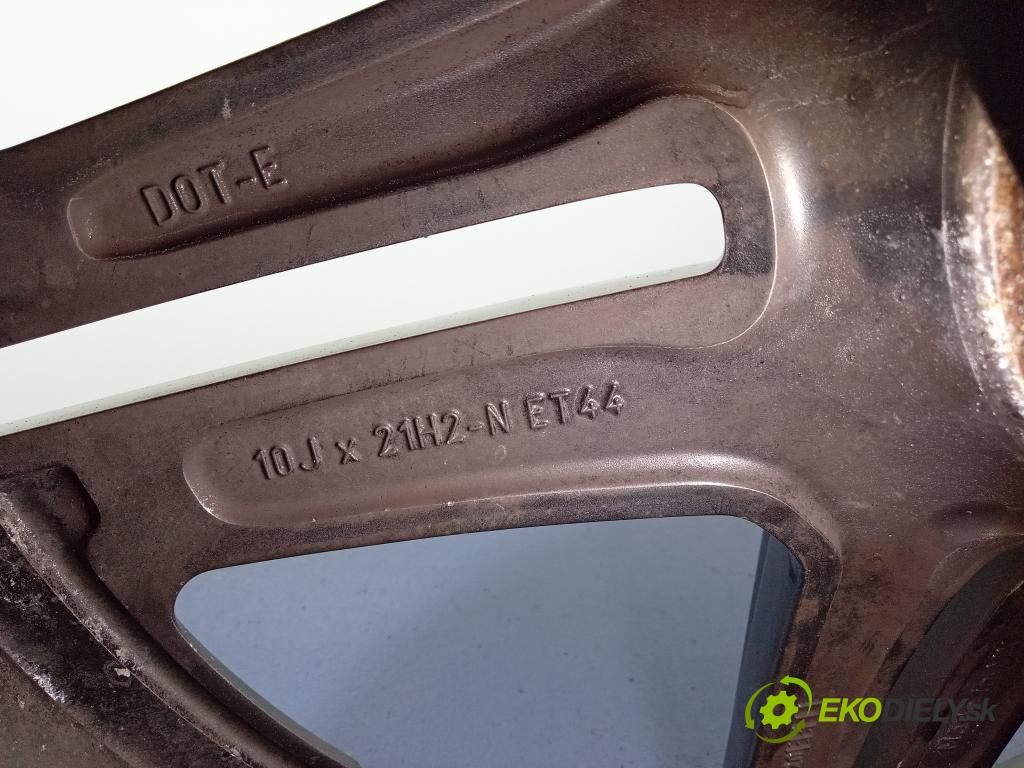 DOT-E
10J x 21H2-N ET44
EKODIELY.sk